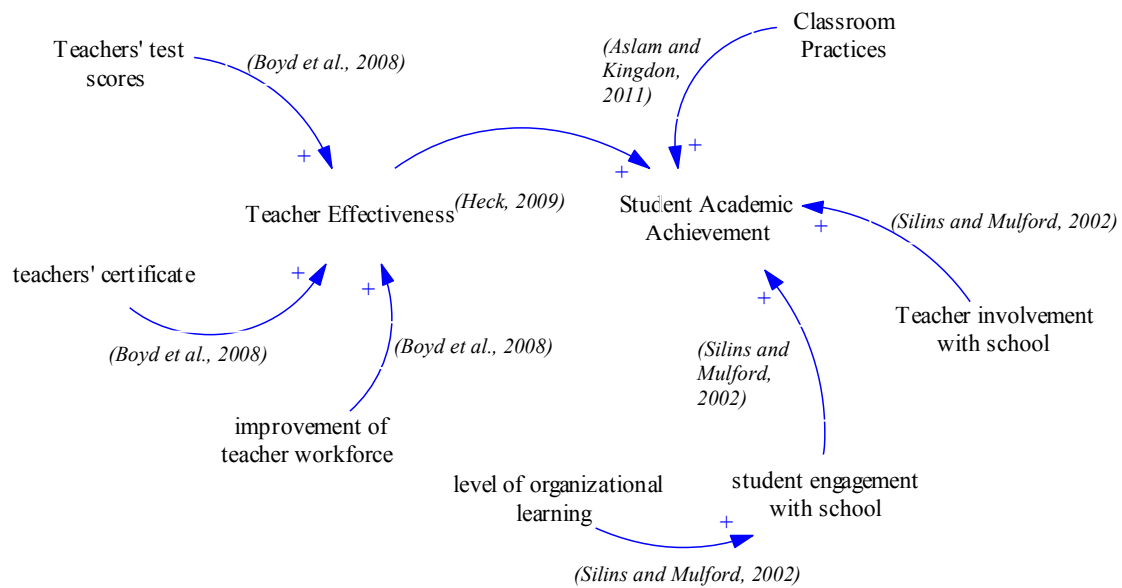 Classroom
Practices
Teachers' test
scores
(Boyd et al., 2008)
(Aslam and
Kingdon,
2011)
+
+
+
Teacher Effectiveness
(Heck, 2009)
Student Academic
Achievement
(Silins and Mulford, 2002)
+
teachers' certificate
+
+
+
Teacher involvement
with school
(Boyd et al., 2008)
(Boyd et al., 2008)
(Silins and
Mulford,
2002)
improvement of
teacher workforce
level of organizational
learning
student engagement
with school
+
(Silins and Mulford, 2002)